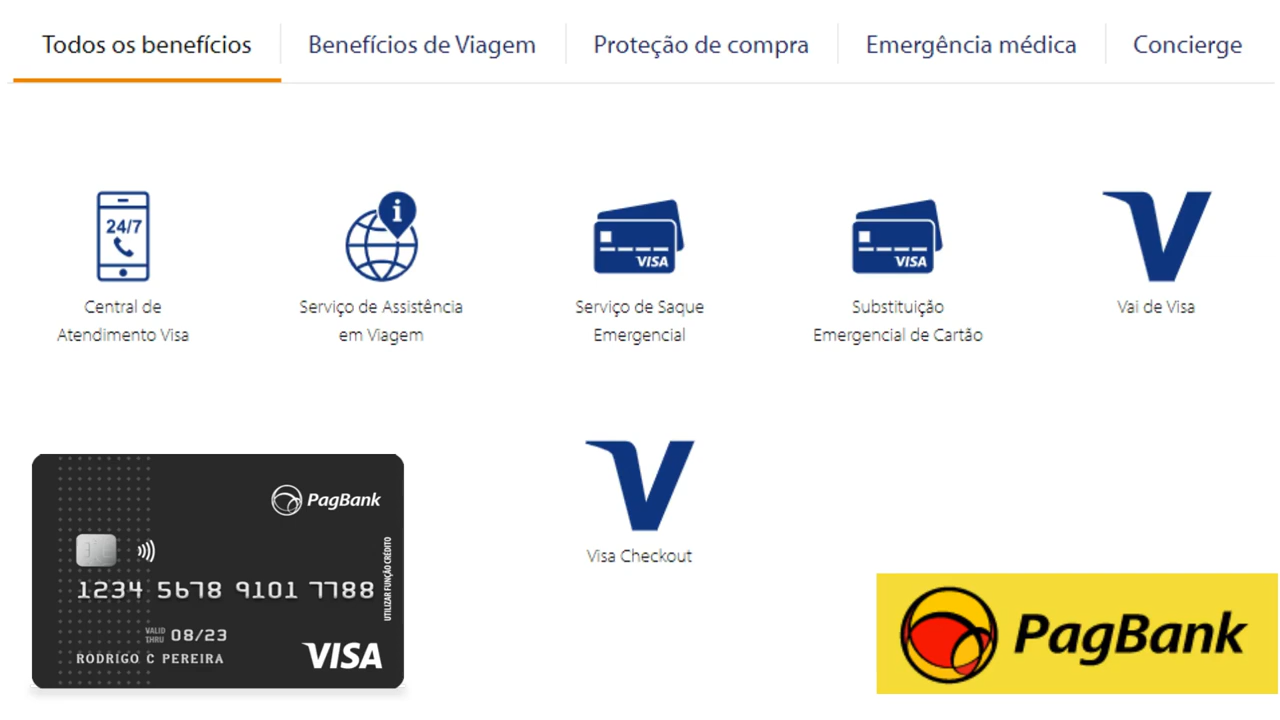 Todos os benefícios
Benefícios de Viagem
Proteção de compra
Emergência médica
Concierge
24/7
i
VISA
VISA
Central de
Atendimento Visa
Serviço de Assistência
em Viagem
Serviço de Saque
Emergencial
Substituição
Emergencial de Cartão
Vai de Visa
Visa Checkout
PagBank
UTILIZAR FUNÇÃO CRÉDITO
1234 5678 9101 7788
VALID
THRU 08/23
RODRIGO C PEREIRA
VISA
PagBank